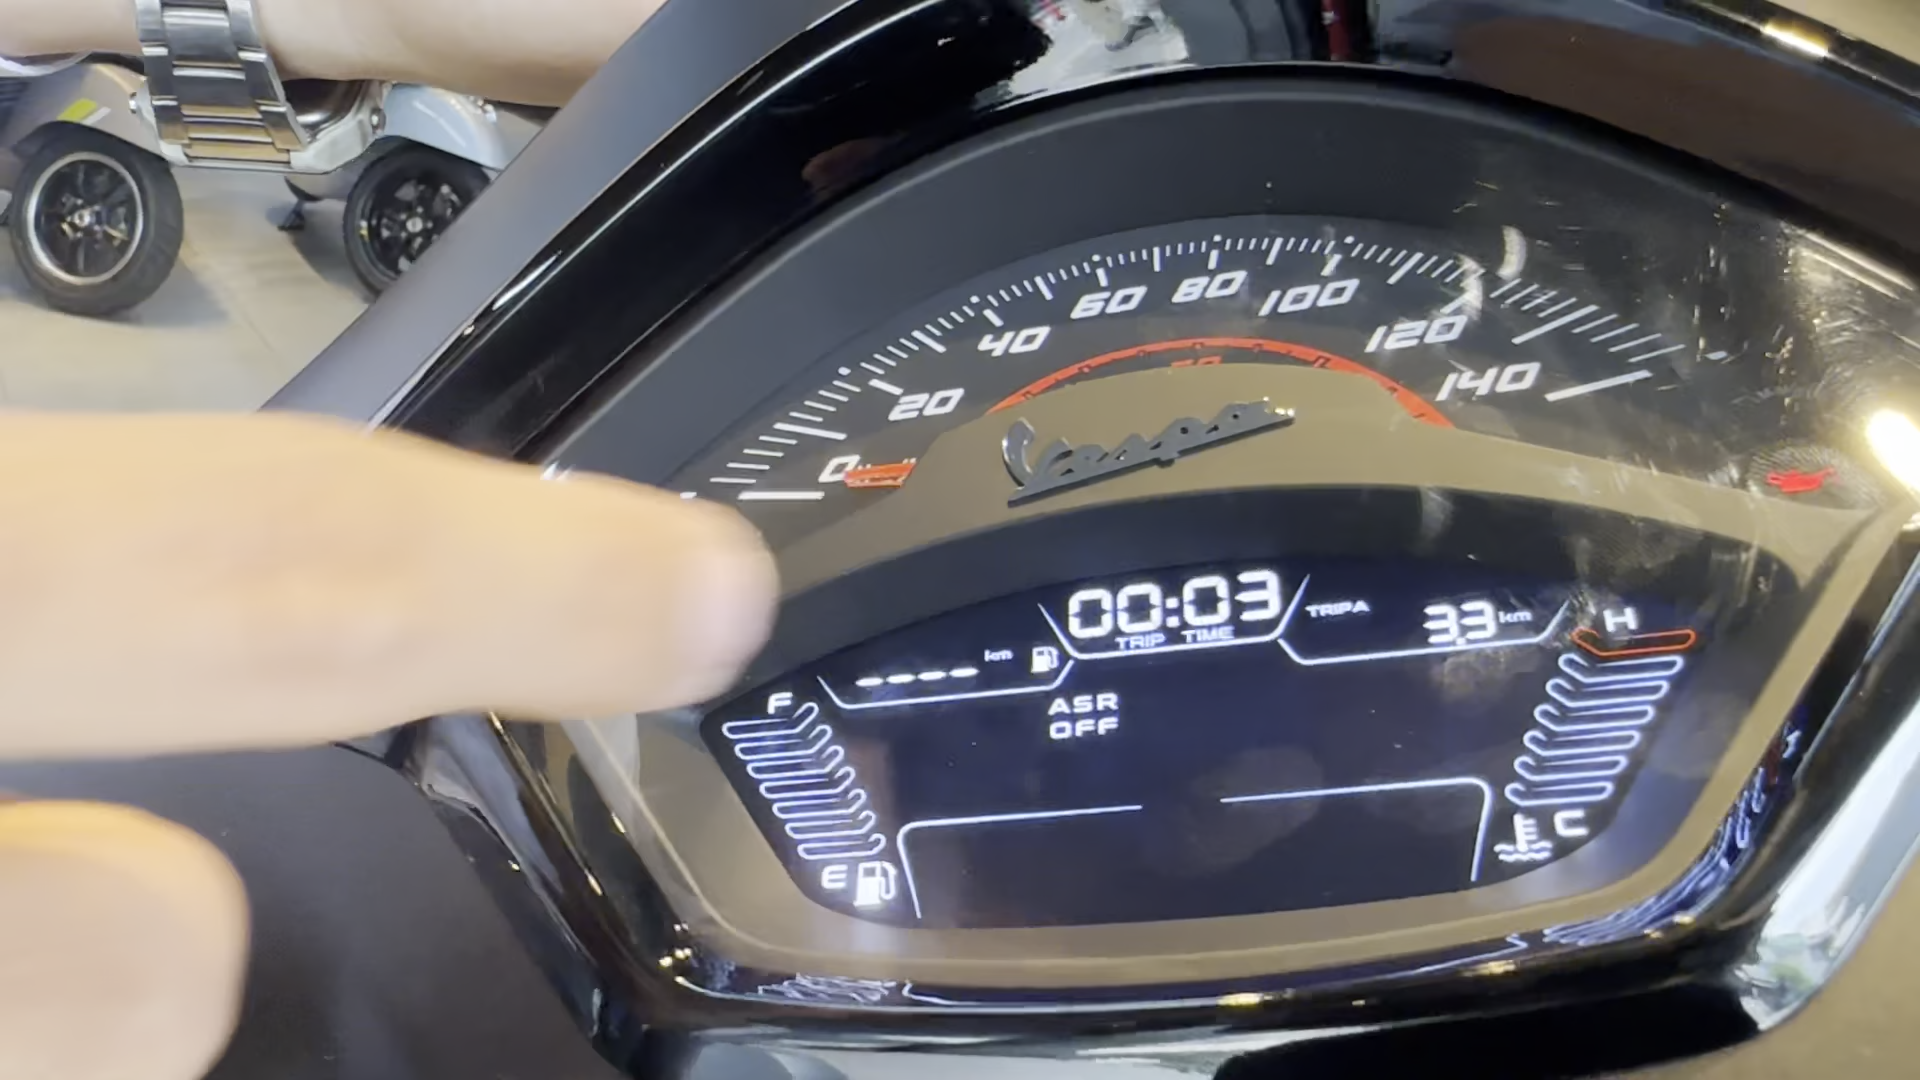 0 20 40 60 80 100 120 140
Vespa
00:03
TRIP TIME
TRIP A 3.3 km
---- km
ASR
OFF
F
E
H
C